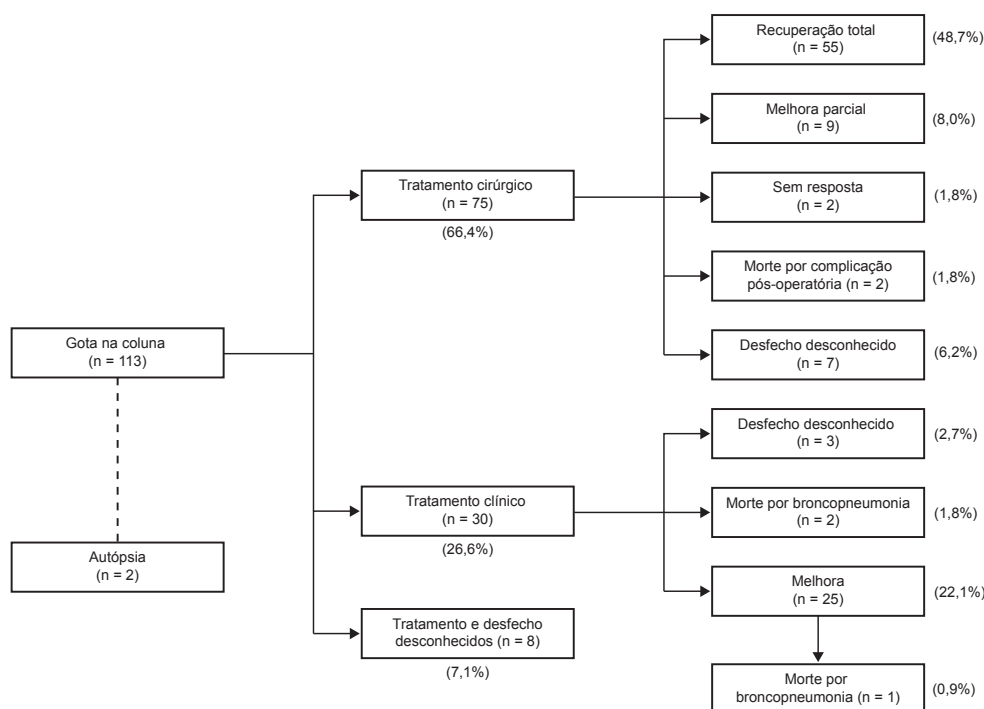 Gota na coluna
(n = 113)
Autópsia
(n = 2)
Tratamento cirúrgico
(n = 75)
(66,4%)
Recuperação total
(n = 55)
(48,7%)
Melhora parcial
(n = 9)
(8,0%)
Sem resposta
(n = 2)
(1,8%)
Morte por complicação
pós-operatória (n = 2)
(1,8%)
Desfecho desconhecido
(n = 7)
(6,2%)
Tratamento clínico
(n = 30)
(26,6%)
Desfecho desconhecido
(n = 3)
(2,7%)
Morte por broncopneumonia
(n = 2)
(1,8%)
Melhora
(n = 25)
(22,1%)
Morte por
broncopneumonia (n = 1)
(0,9%)
Tratamento e desfecho
desconhecidos (n = 8)
(7,1%)